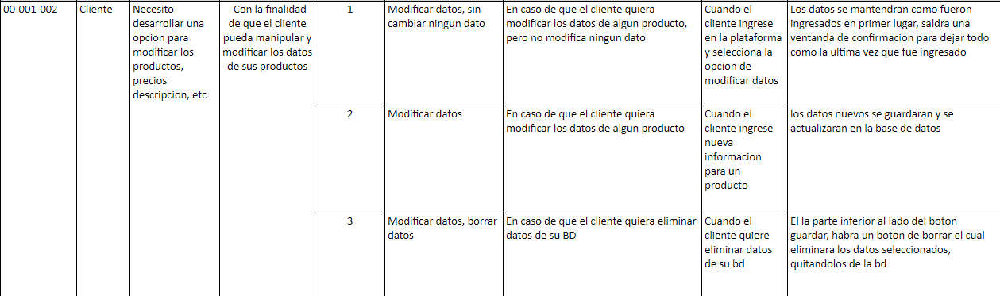 00-001-002
Cliente
Necesito
desarrollar una
opcion para
modificar los
productos,
precios
descripcion, etc
Con la finalidad
de que el cliente
pueda manipular y
modificar los datos
de sus productos
1
Modificar datos, sin
cambiar ningun dato
En caso de que el cliente quiera
modificar los datos de algun producto,
pero no modifica ningun dato
Cuando el
cliente ingrese
en la plataforma
y selecciona la
opcion de
modificar datos
Los datos se mantendran como fueron
ingresados en primer lugar, saldra una
ventanda de confirmacion para dejar todo
como la ultima vez que fue ingresado
2
Modificar datos
En caso de que el cliente quiera
modificar los datos de algun producto
Cuando el
cliente ingrese
nueva
informacion
para un
producto
los datos nuevos se guardaran y se
actualizaran en la base de datos
3
Modificar datos, borrar
datos
En caso de que el cliente quiera eliminar
datos de su BD
Cuando el
cliente quiere
eliminar datos
de su bd
El la parte inferior al lado del boton
guardar, habra un boton de borrar el cual
eliminara los datos seleccionados,
quitandolos de la bd